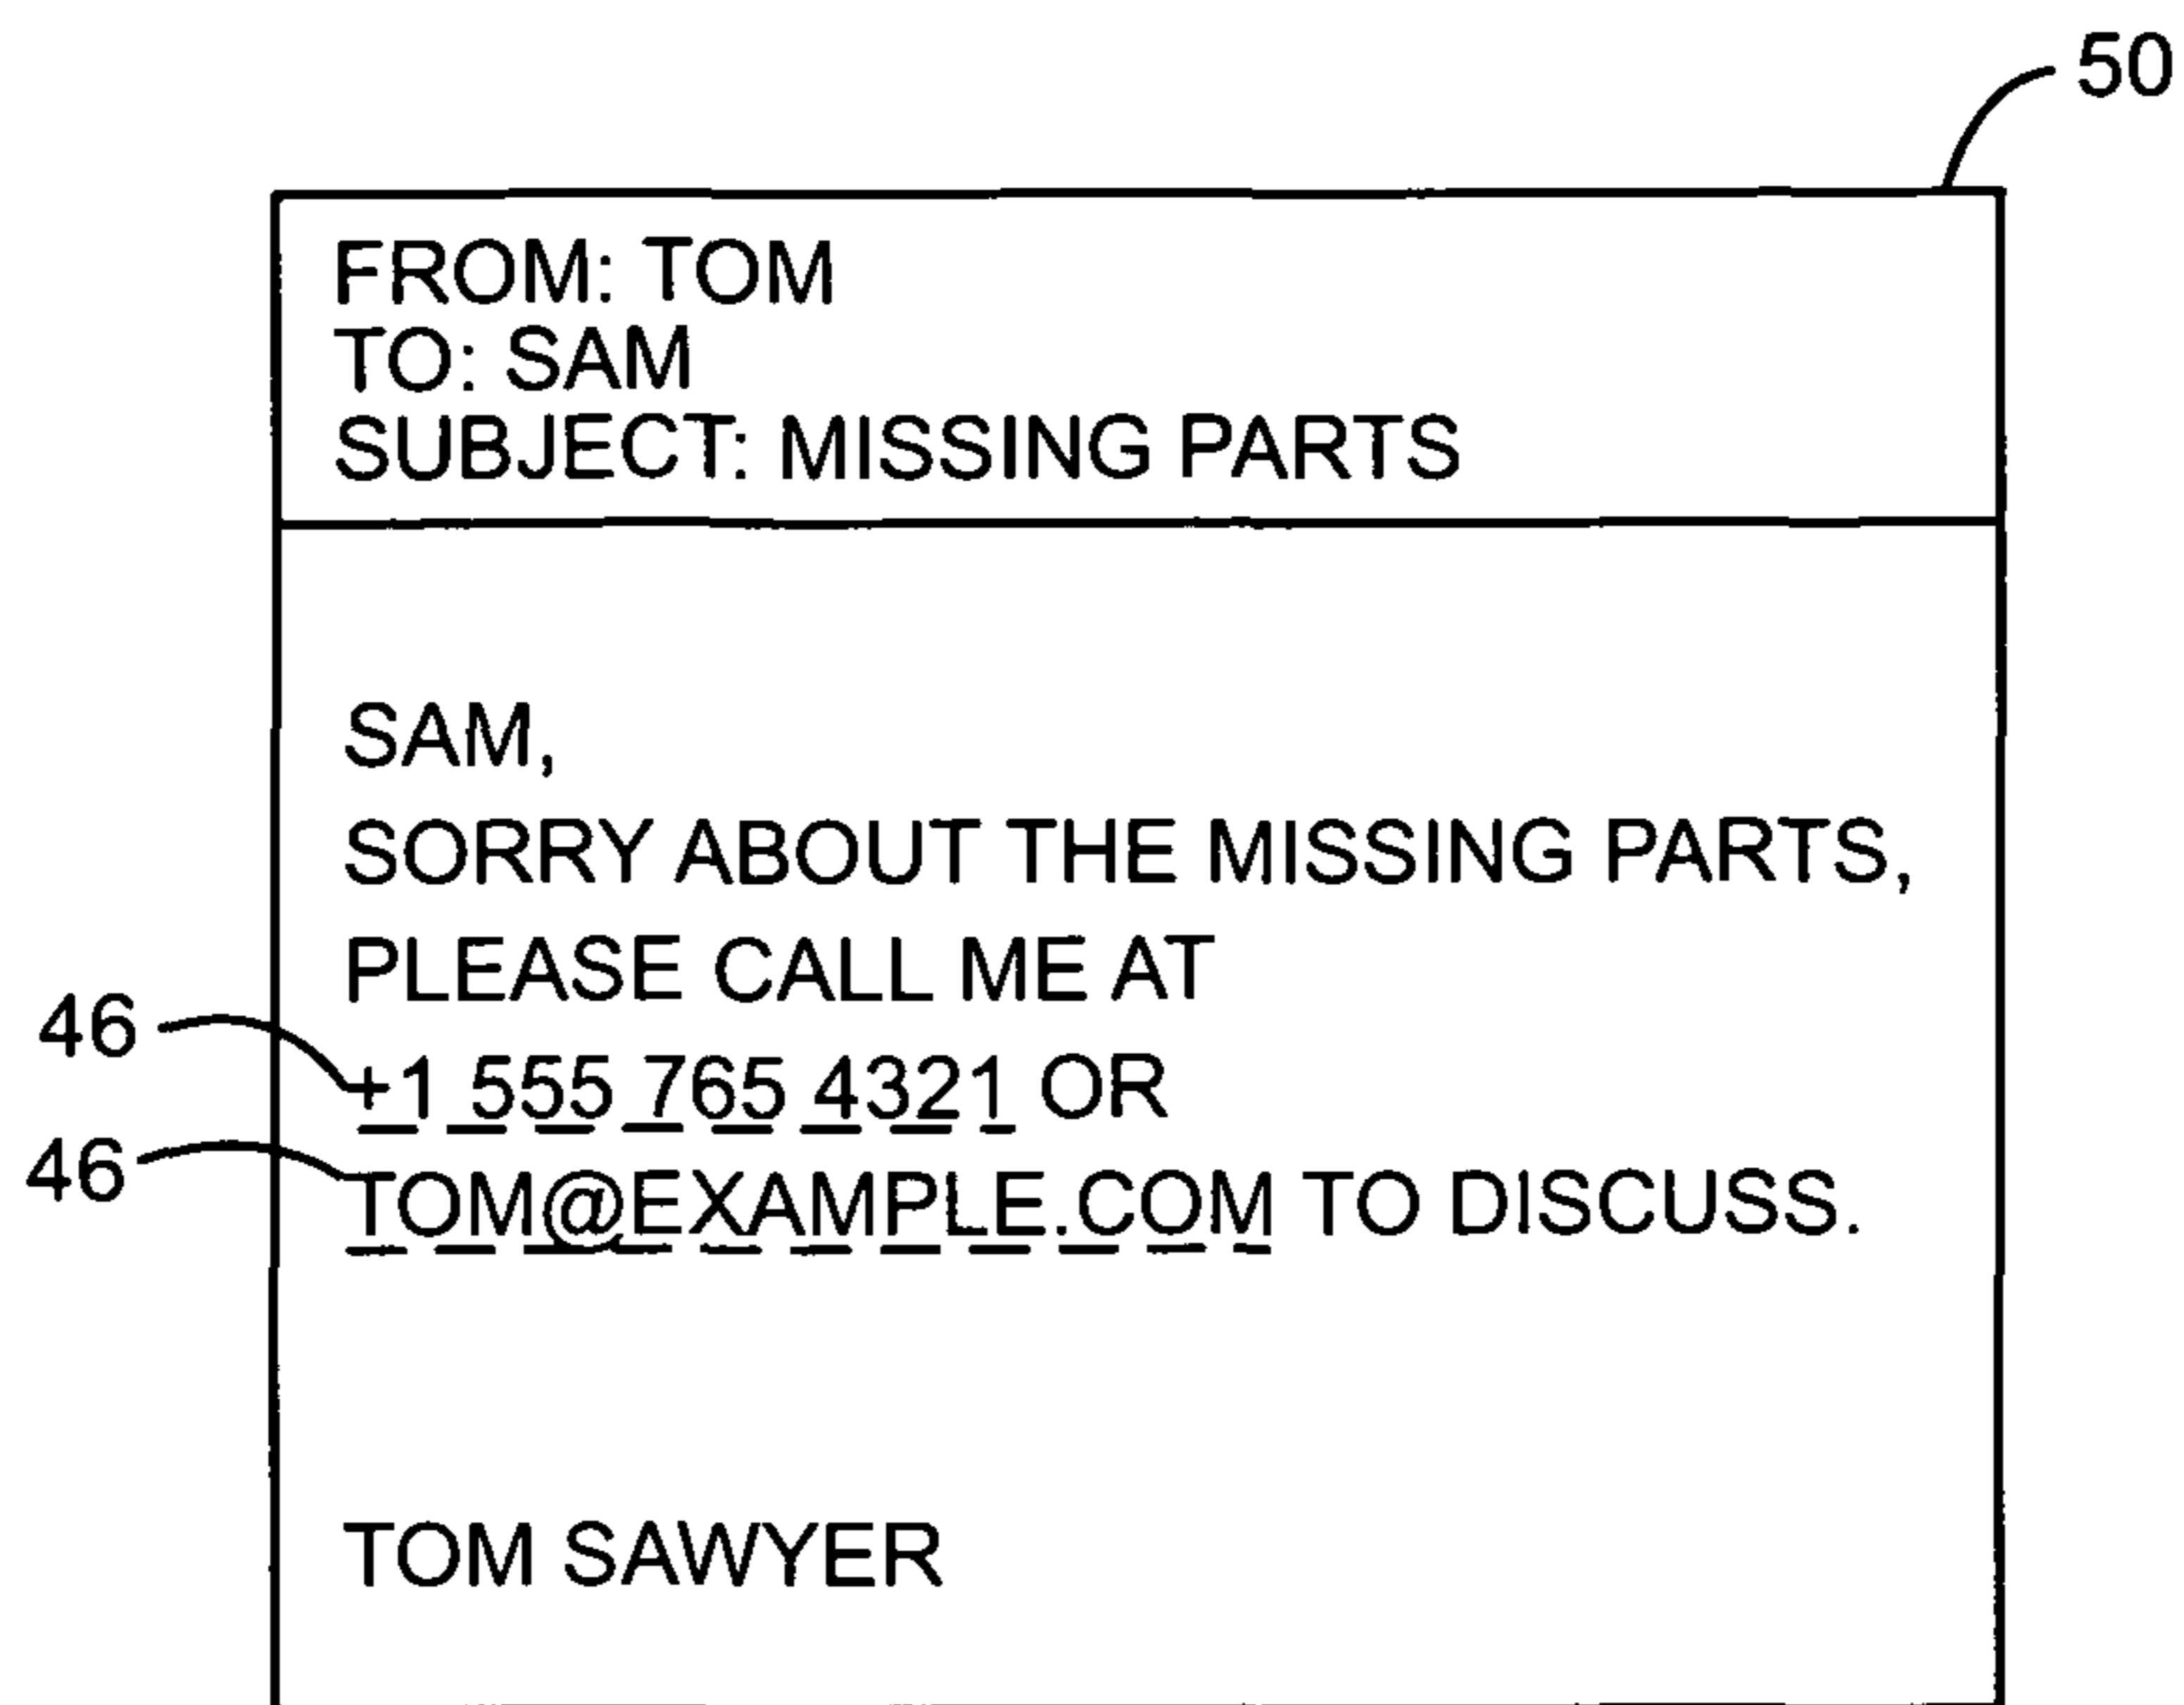 50
FROM: TOM
TO: SAM
SUBJECT: MISSING PARTS
SAM,
SORRY ABOUT THE MISSING PARTS,
PLEASE CALL ME AT
46
+1 555 765 4321 OR
46
TOM@EXAMPLE.COM TO DISCUSS.
TOM SAWYER